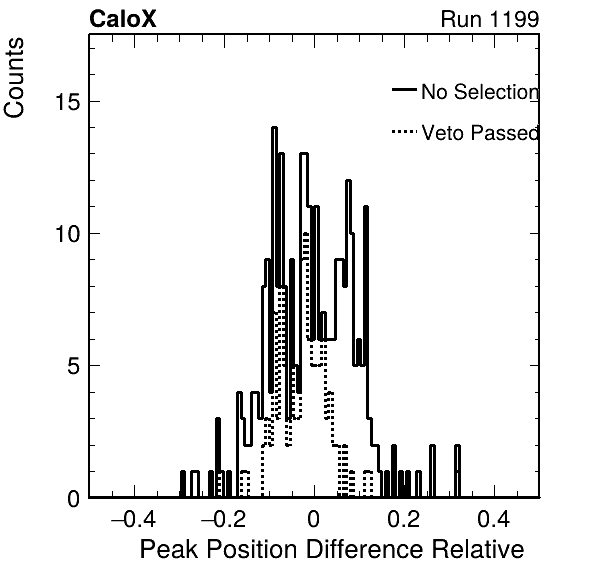 CaloX Run 1199
Counts
No Selection
Veto Passed
15
10
5
0
−0.4 −0.2 0 0.2 0.4
Peak Position Difference Relative